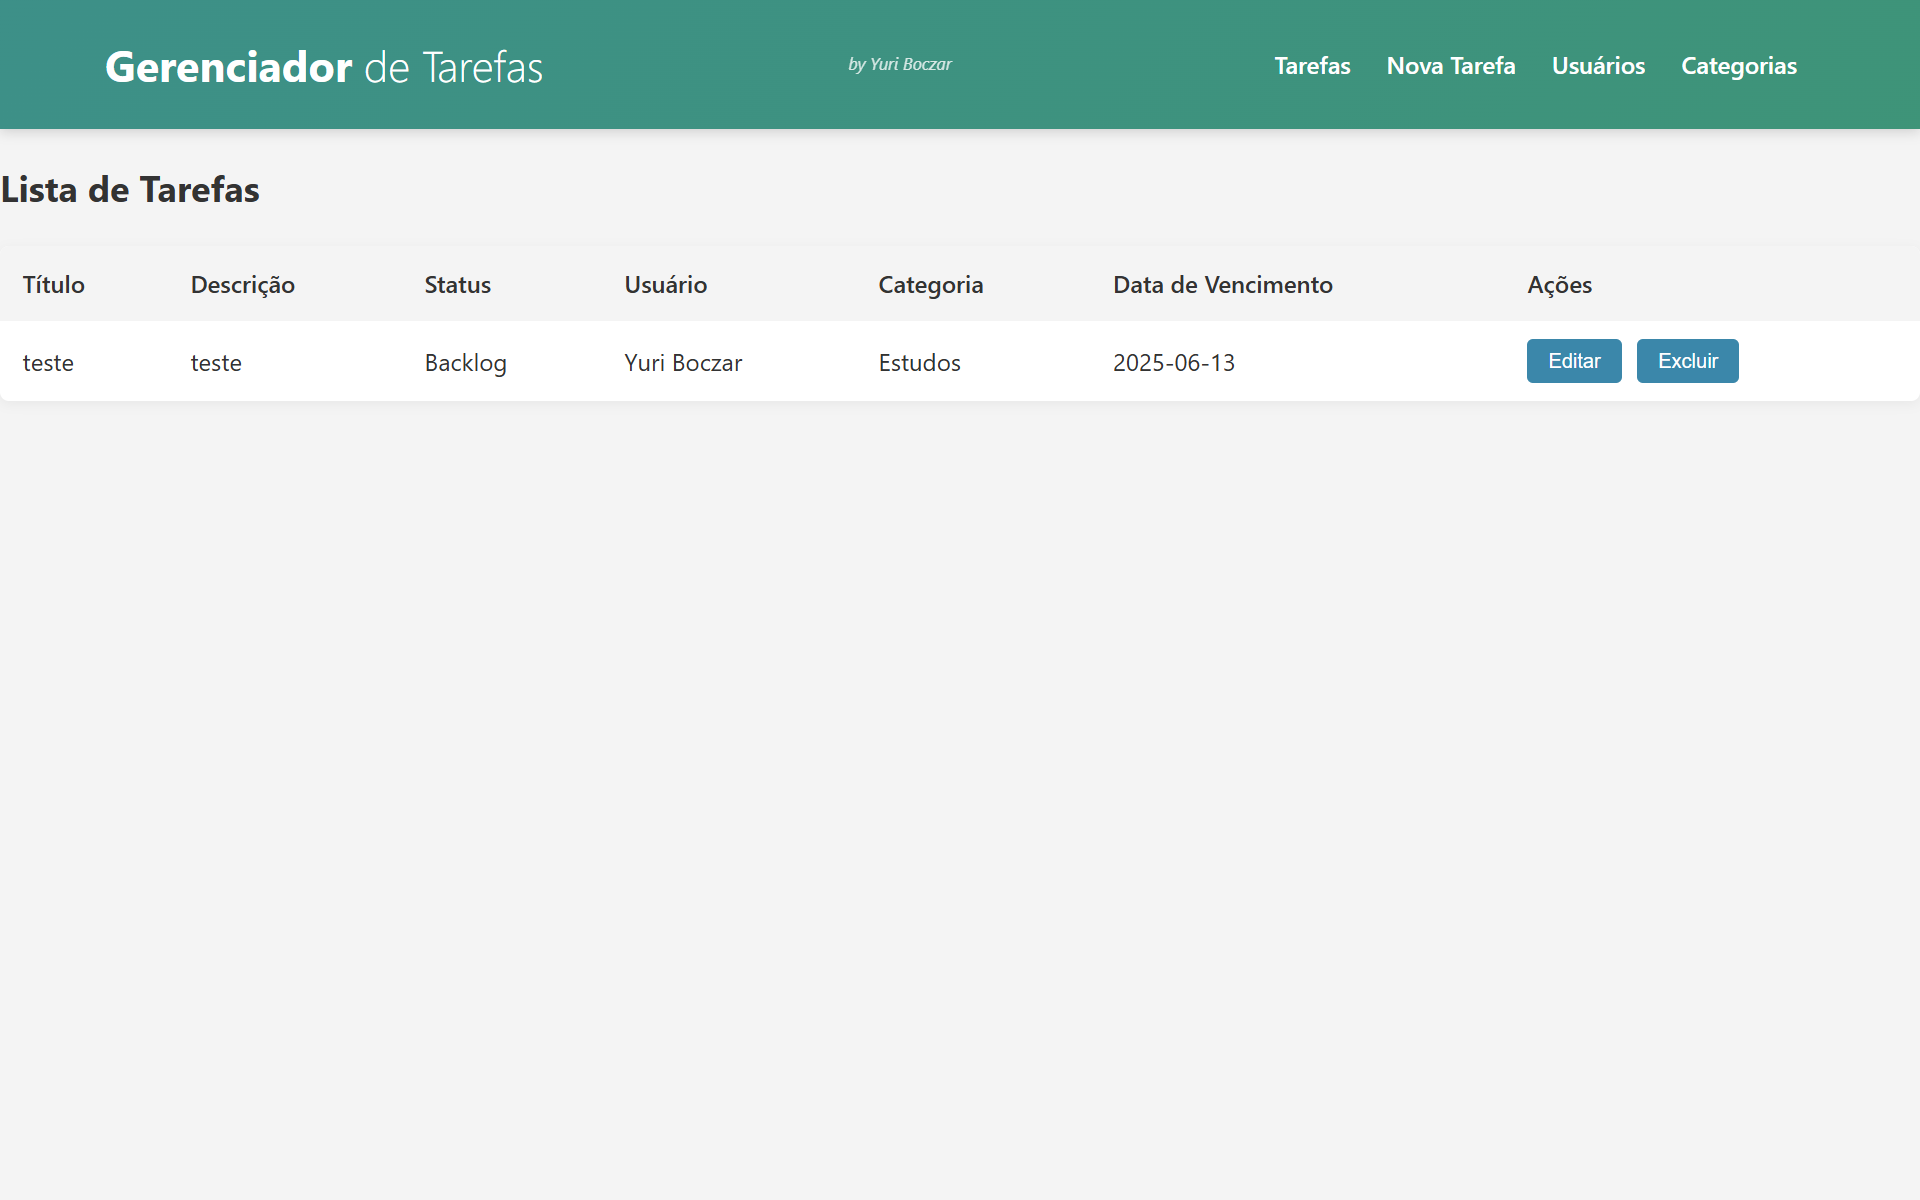 Gerenciador de Tarefas by Yuri Boczar Tarefas Nova Tarefa Usuários Categorias
Lista de Tarefas
Título Descrição Status Usuário Categoria Data de Vencimento Ações
teste teste Backlog Yuri Boczar Estudos 2025-06-13 Editar Excluir